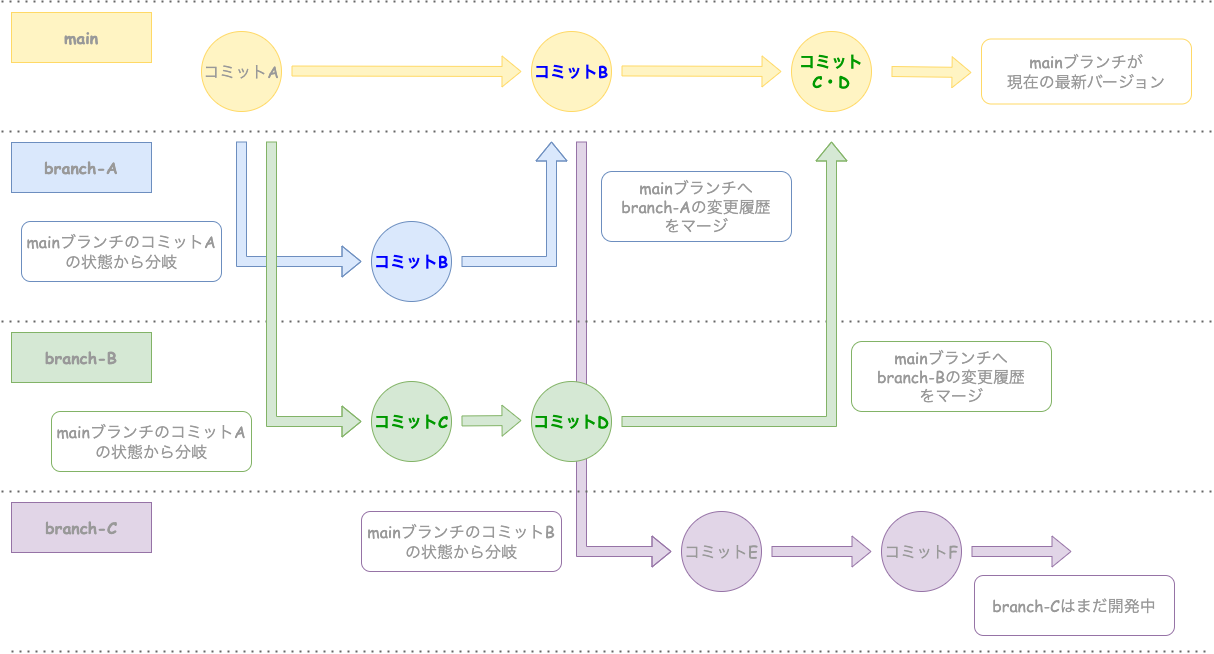 main
コミットA
コミットB
コミット
C・D
mainブランチが
現在の最新バージョン
branch-A
mainブランチのコミットA
の状態から分岐
コミットB
mainブランチへ
branch-Aの変更履歴
をマージ
branch-B
mainブランチのコミットA
の状態から分岐
コミットC
コミットD
mainブランチへ
branch-Bの変更履歴
をマージ
branch-C
mainブランチのコミットB
の状態から分岐
コミットE
コミットF
branch-Cはまだ開発中